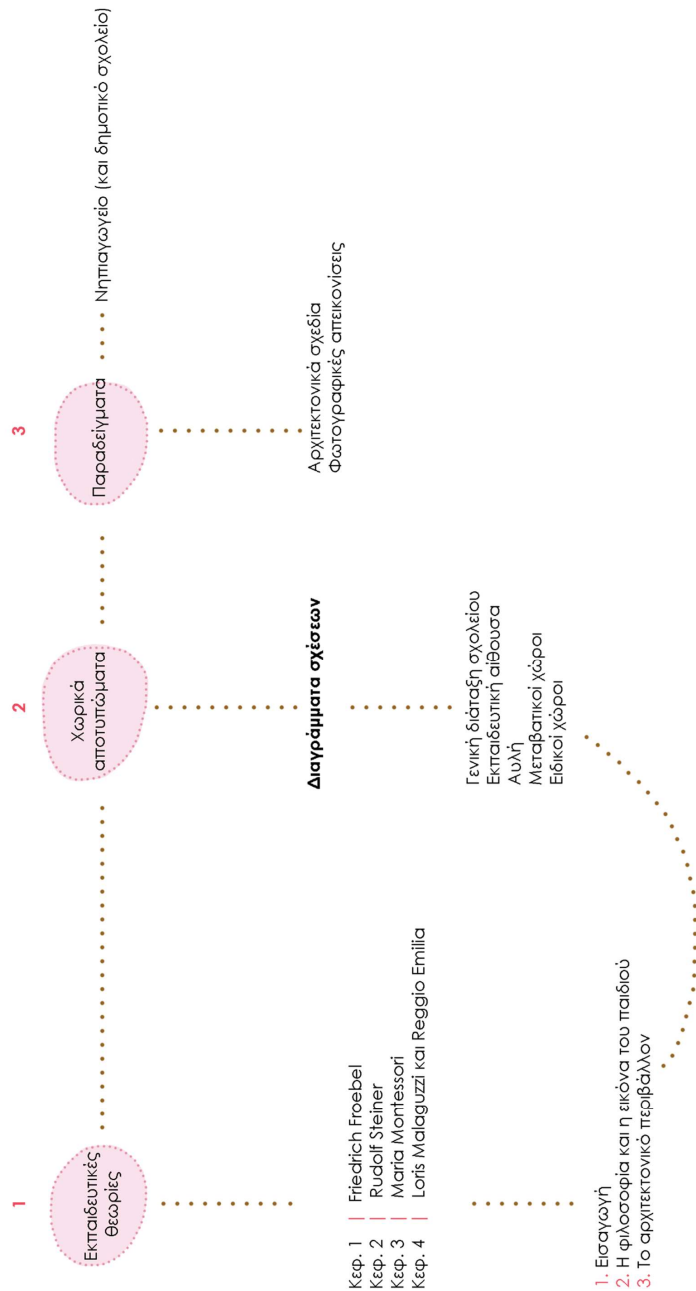 1
Εκπαιδευτικές
θεωρίες
Κεφ. 1 | Friedrich Froebel
Κεφ. 2 | Rudolf Steiner
Κεφ. 3 | Maria Montessori
Κεφ. 4 | Loris Malaguzzi και Reggio Emilia
1. Εισαγωγή
2. Η φιλοσοφία και η εικόνα του παιδιού
3. Το αρχιτεκτονικό περιβάλλον
2
Χωρικά
αποτυπώματα
Διαγράμματα σχέσεων
Γενική διάταξη σχολείου
Εκπαιδευτική αίθουσα
Αυλή
Μεταβατικοί χώροι
Ειδικοί χώροι
3
Παραδείγματα
Νηπιαγωγείο (και δημοτικό σχολείο)
Αρχιτεκτονικά σχεδία
Φωτογραφικές απεικονίσεις